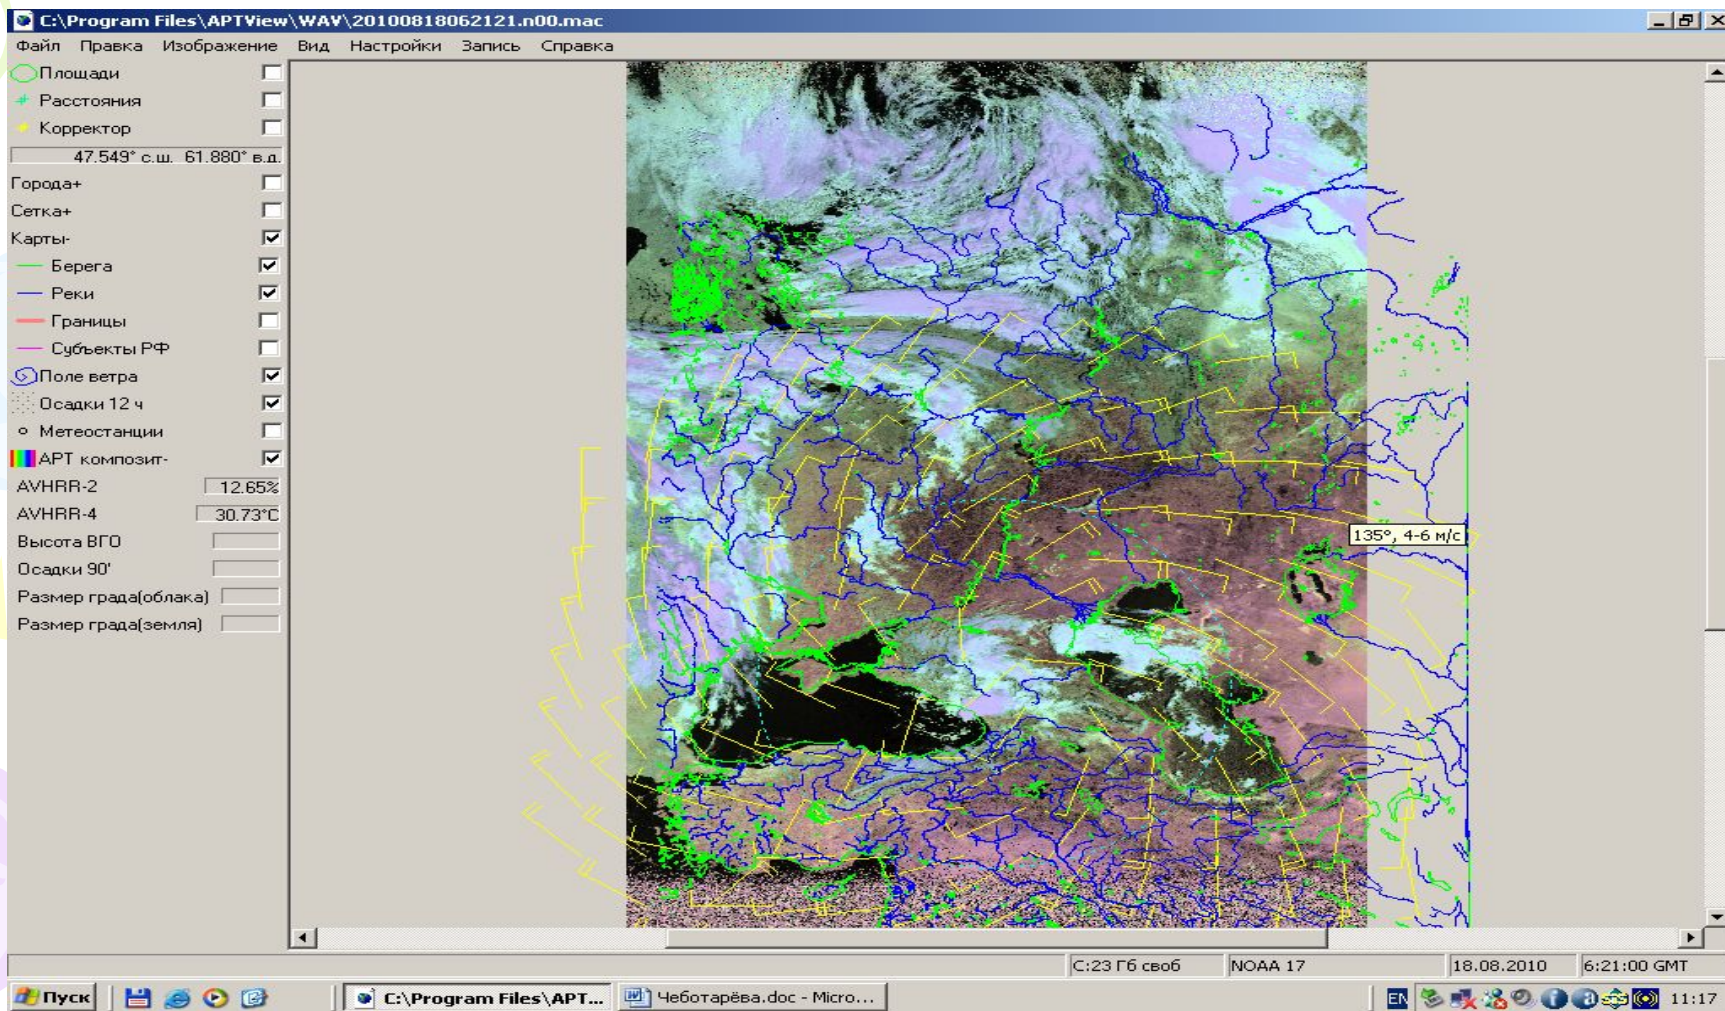 C:\Program Files\APTView\WAV\20100818062121.n00.mac
Файл Правка Изображение Вид Настройки Запись Справка
Площади
Расстояния
Корректор
47.549° с.ш. 61.880° в.д.
Города+
Сетка+
Карты-
Берега
Реки
Границы
Субъекты РФ
Поле ветра
Осадки 12 ч
Метеостанции
APT композит-
AVHRR-2 12.65%
AVHRR-4 30.73°C
Высота ВГО
Осадки 90'
Размер града(облака)
Размер града(земля)
135°, 4-6 м/с
C:23 Гб своб NOAA 17 18.08.2010 6:21:00 GMT
Пуск C:\Program Files\APT... Чеботарёва.doc - Micro... EN 11:17